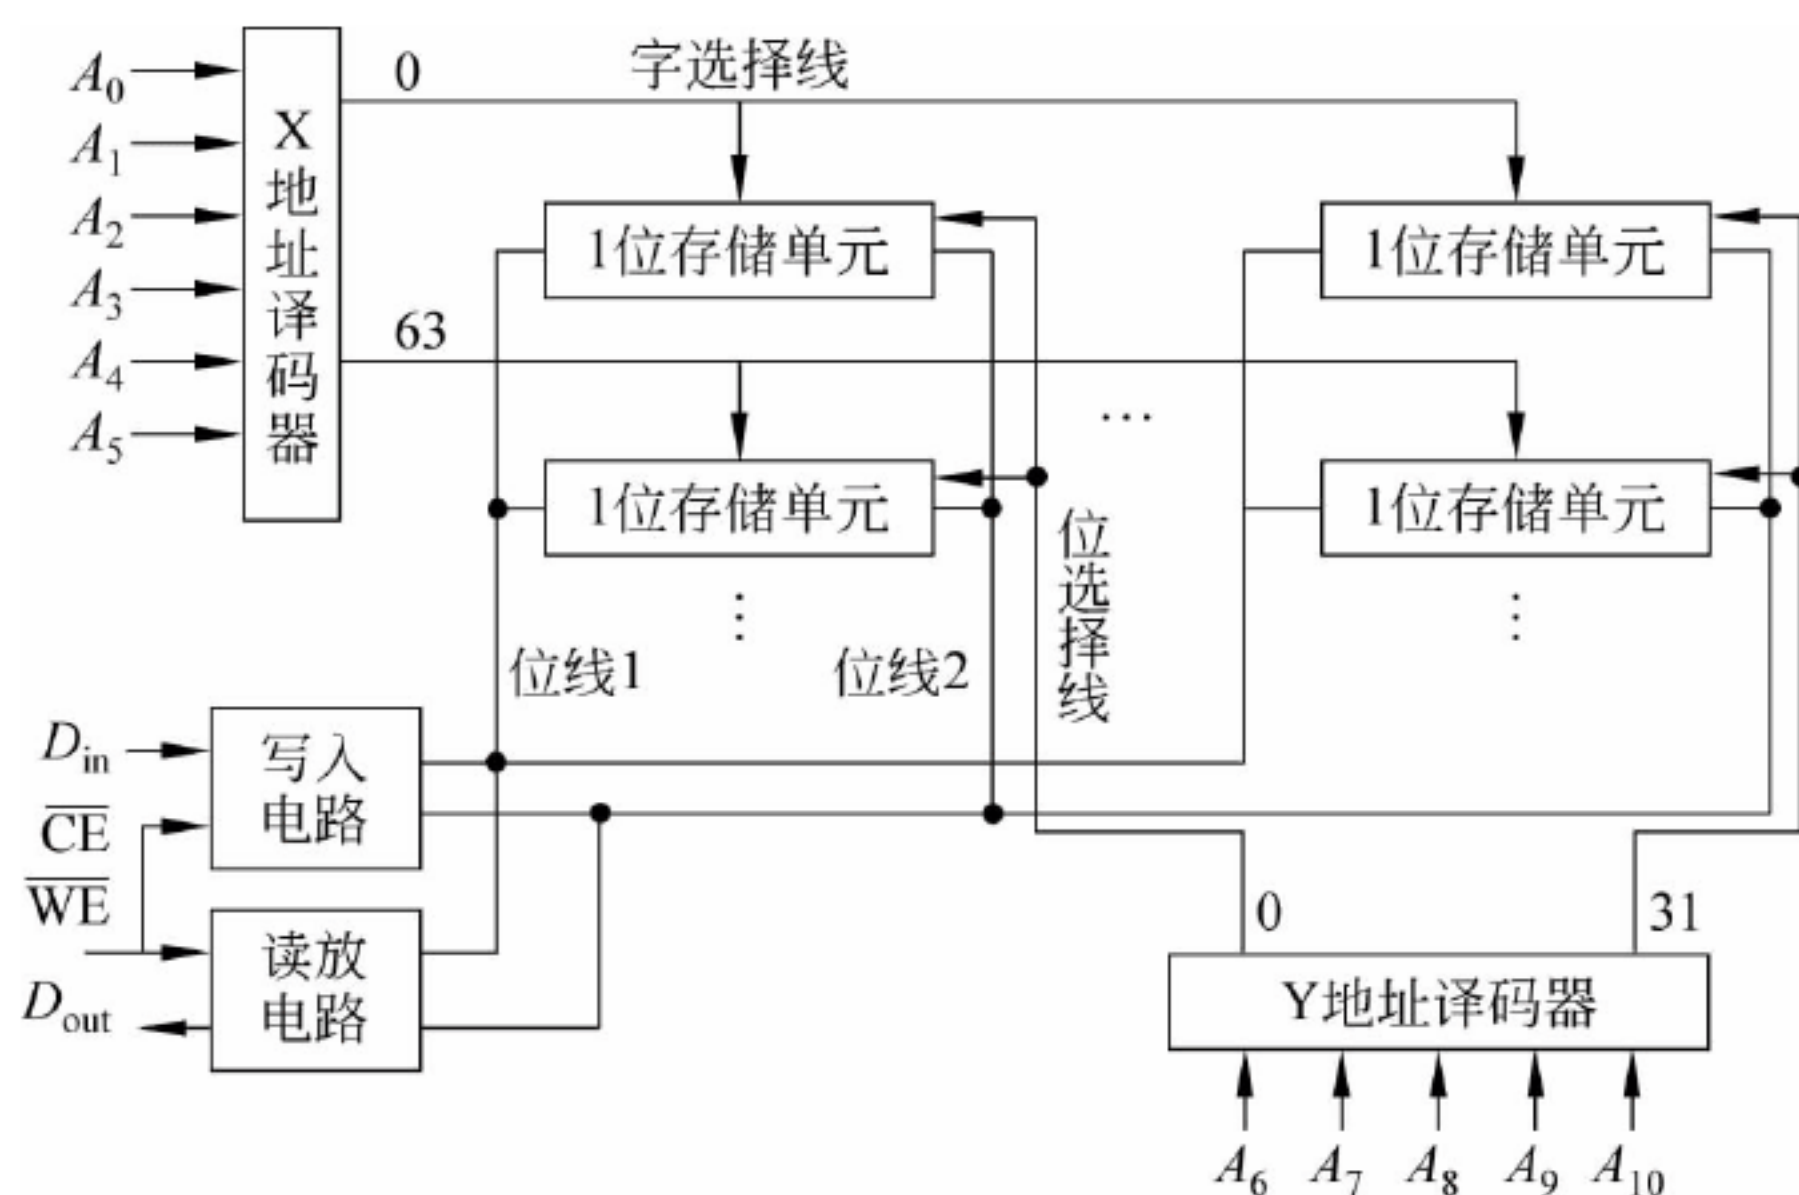 A0
A1
A2
A3
A4
A5
X地址译码器
0
字选择线
63
1位存储单元
1位存储单元
…
1位存储单元
1位存储单元
⋮
⋮
位线1
位线2
位选择线
Din
CE
WE
Dout
写入电路
读放电路
0
31
Y地址译码器
A6
A7
A8
A9
A10